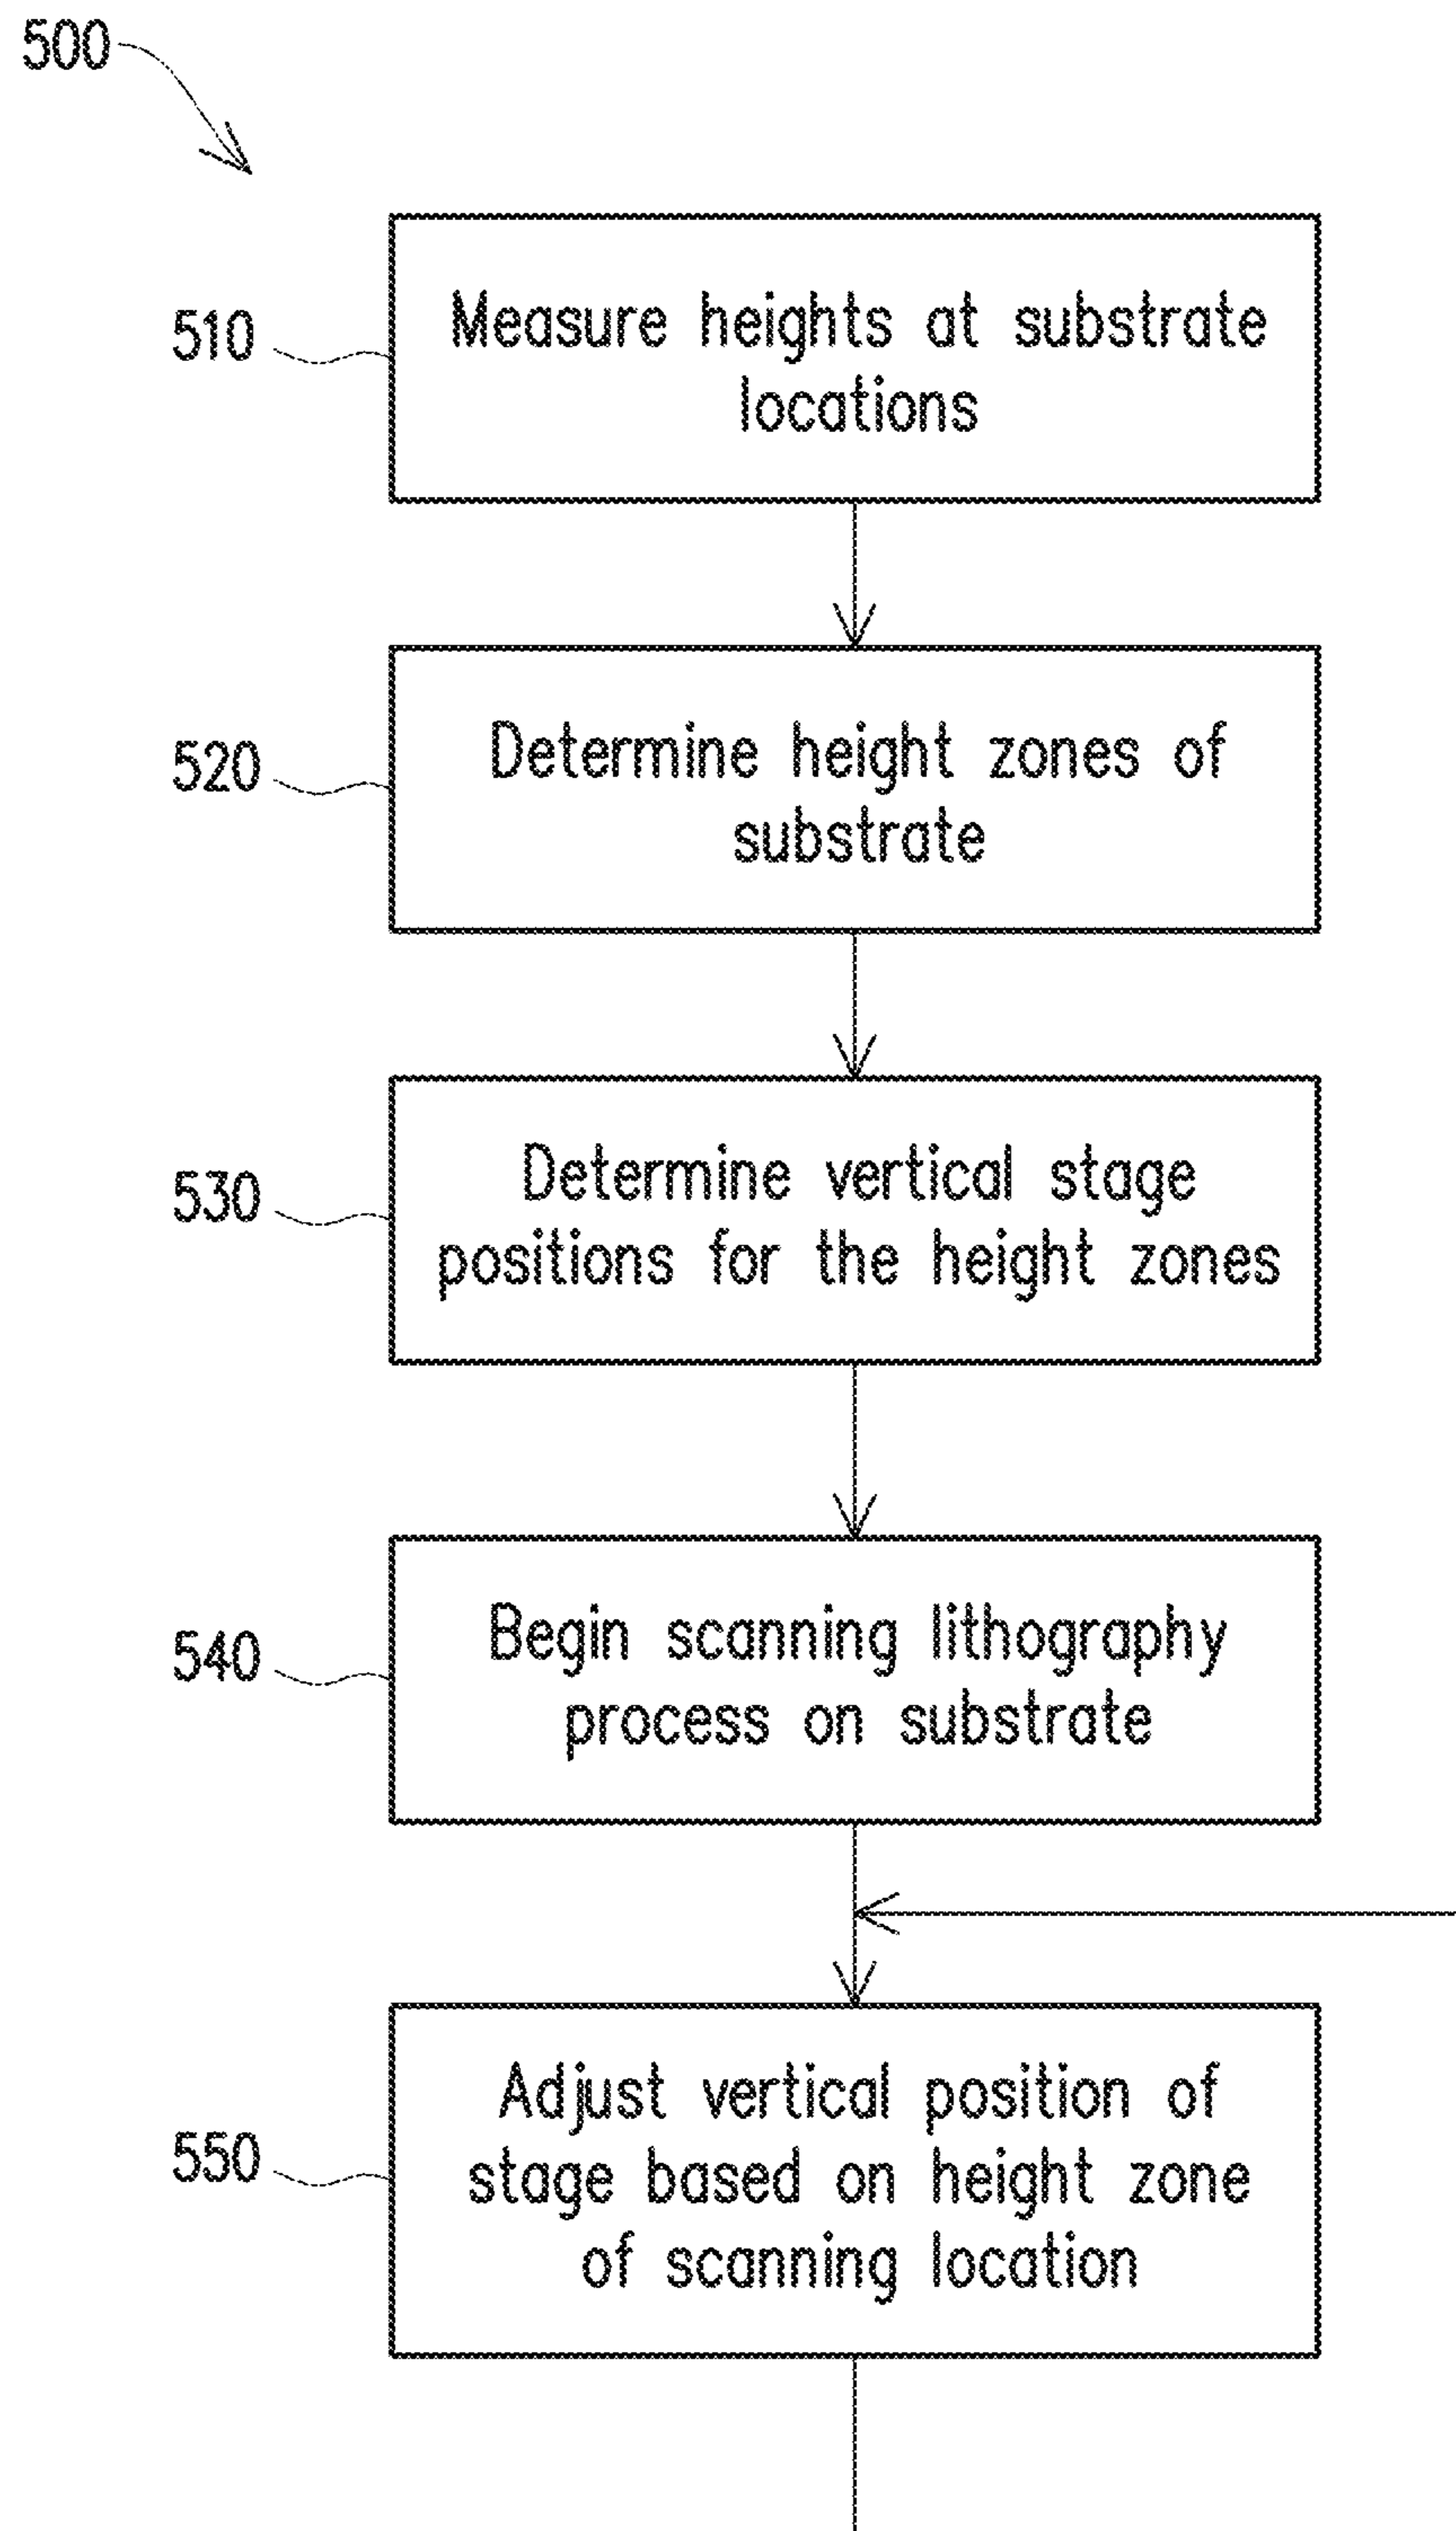 500
510
Measure heights at substrate
locations
520
Determine height zones of
substrate
530
Determine vertical stage
positions for the height zones
540
Begin scanning lithography
process on substrate
550
Adjust vertical position of
stage based on height zone
of scanning location